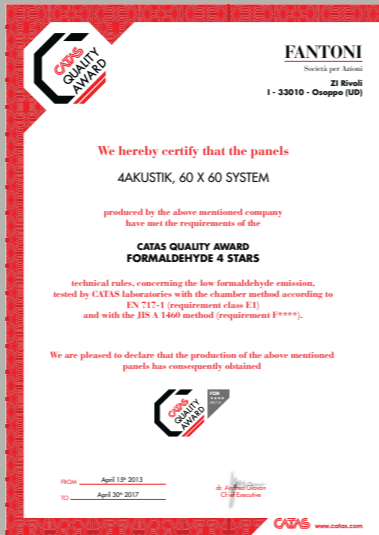 CATAS
QUALITY
AWARD
FANTONI
Società per Azioni
ZI Rivoli
I - 33010 - Osoppo (UD)
We hereby certify that the panels
4AKUSTIK, 60 X 60 SYSTEM
produced by the above mentioned company
have met the requirements of the
CATAS QUALITY AWARD
FORMALDEHYDE 4 STARS
technical rules, concerning the low formaldehyde emission,
tested by CATAS laboratories with the chamber method according to
EN 717-1 (requirement class E1)
and with the JIS A 1460 method (requirement F****).
We are pleased to declare that the production of the above mentioned
panels has consequently obtained
CATAS
QUALITY
AWARD
FOR
****
FROM April 15th 2013
TO April 30th 2017
dr. Andrea Giavon
Chief Executive
CATAS www.catas.com